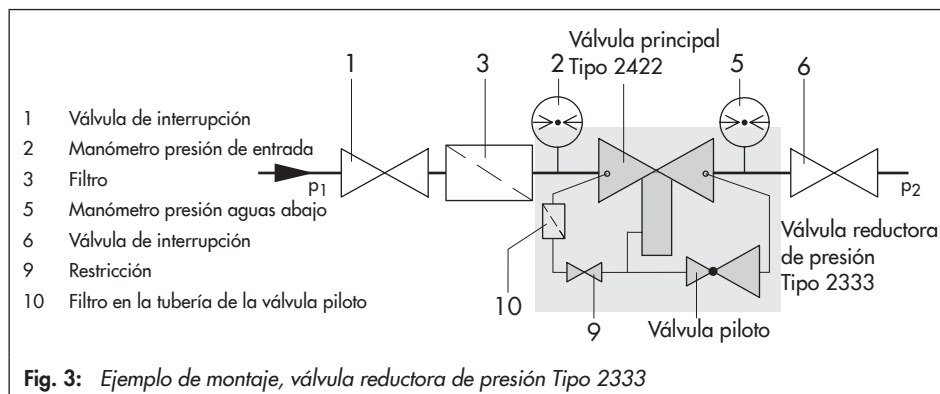 Válvula principal
Tipo 2422
1
3
2
5
6
1 Válvula de interrupción
2 Manómetro presión de entrada
3 Filtro
5 Manómetro presión aguas abajo
6 Válvula de interrupción
9 Restricción
10 Filtro en la tubería de la válvula piloto
p1
p2
Válvula reductora
de presión
Tipo 2333
10
9
Válvula piloto
Fig. 3: Ejemplo de montaje, válvula reductora de presión Tipo 2333